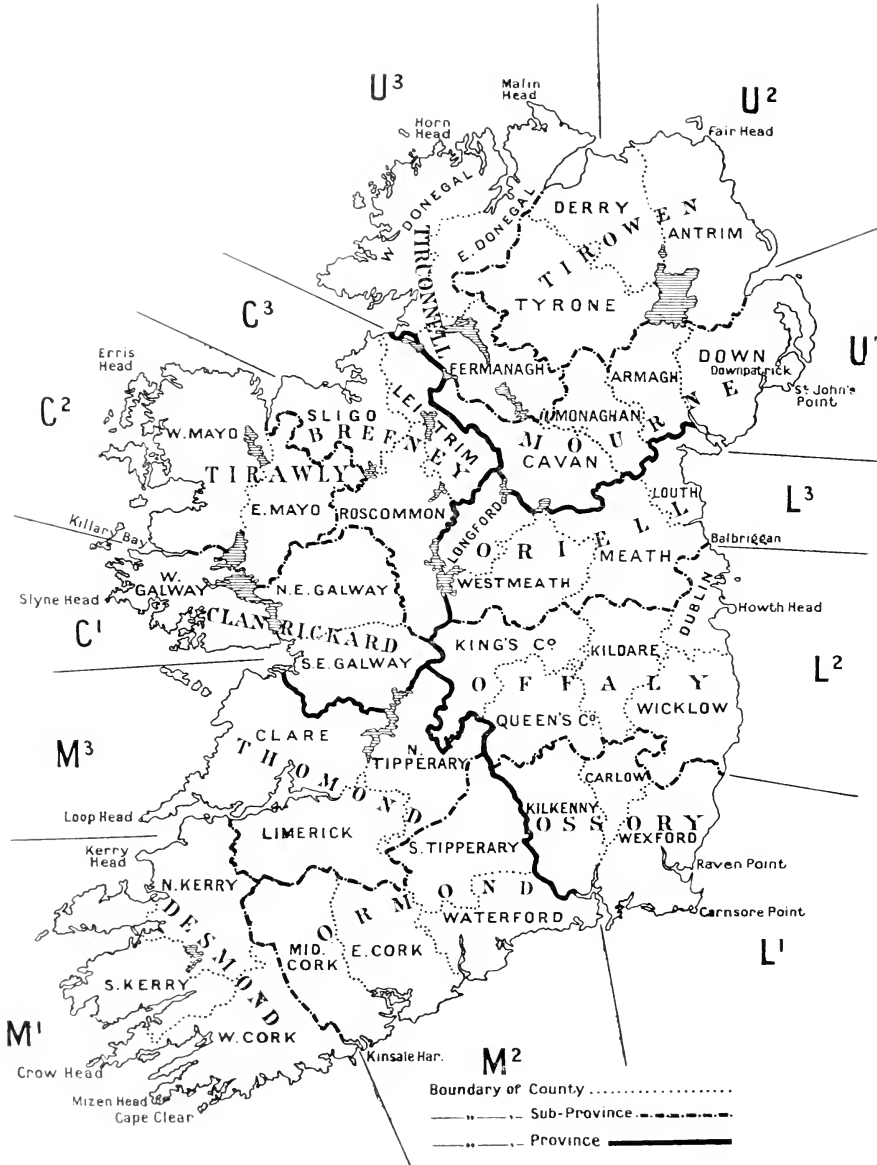 U³
Malin
Head
U²
Horn
Head
Fair Head
W. DONEGAL
E. DONEGAL
TIRCONNELL
DERRY
TIROWEN
ANTRIM
TYRONE
C³
Erris
Head
FERMANAGH
ARMAGH
DOWN
Downpatrick
St. John's
Point
U¹
C²
W. MAYO
SLIGO
LEITRIM
BREFNEY
MONAGHAN
MOURNE
CAVAN
TIRAWLY
E. MAYO
ROSCOMMON
LONGFORD
LOUTH
L³
ORIELL
MEATH
Balbriggan
Killary Bay
W.
GALWAY
N.E. GALWAY
WESTMEATH
DUBLIN
Slyne Head
Howth Head
C¹
CLANRICKARD
S.E. GALWAY
KING'S Cº
KILDARE
L²
OFFALY
QUEEN'S Cº
WICKLOW
M³
CLARE
THOMOND
N.
TIPPERARY
CARLOW
Loop Head
LIMERICK
KILKENNY
OSSORY
WEXFORD
Kerry
Head
S. TIPPERARY
Raven Point
N. KERRY
ORMOND
WATERFORD
Carnsore Point
DESMOND
MID.
CORK
E. CORK
L¹
S. KERRY
M¹
W. CORK
Crow Head
Kinsale Har.
M²
Mizen Head
Cape Clear
Boundary of County
—„— —„— Sub-Province
—„— —„— Province